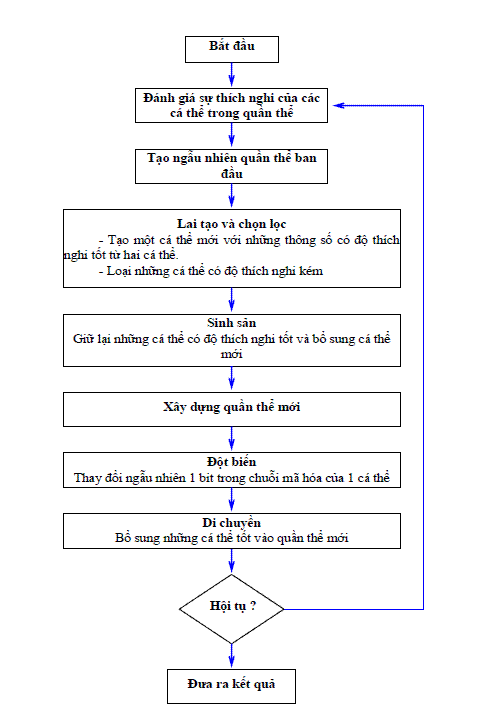 Bắt đầu
Đánh giá sự thích nghi của các
cá thể trong quần thể
Tạo ngẫu nhiên quần thể ban
đầu
Lai tạo và chọn lọc
- Tạo một cá thể mới với những thông số có độ thích
nghi tốt từ hai cá thể.
- Loại những cá thể có độ thích nghi kém
Sinh sản
Giữ lại những cá thể có độ thích nghi tốt và bổ sung cá thể
mới
Xây dựng quần thể mới
Đột biến
Thay đổi ngẫu nhiên 1 bit trong chuỗi mã hóa của 1 cá thể
Di chuyển
Bổ sung những cá thể tốt vào quần thể mới
Hội tụ ?
Đưa ra kết quả